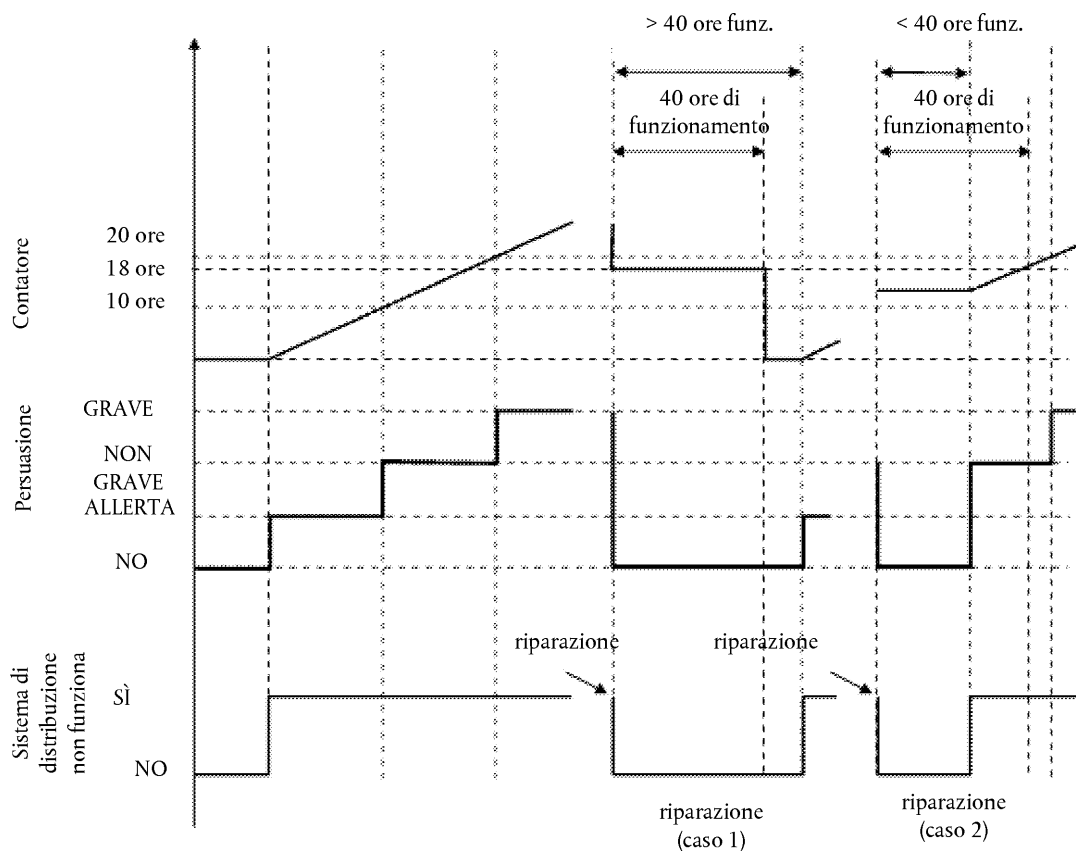 > 40 ore funz.
< 40 ore funz.
40 ore di
funzionamento
40 ore di
funzionamento
Contatore
20 ore
18 ore
10 ore
Persuasione
GRAVE
NON
GRAVE
ALLERTA
NO
riparazione
riparazione
Sistema di
distribuzione
non funziona
SÌ
NO
riparazione
(caso 1)
riparazione
(caso 2)